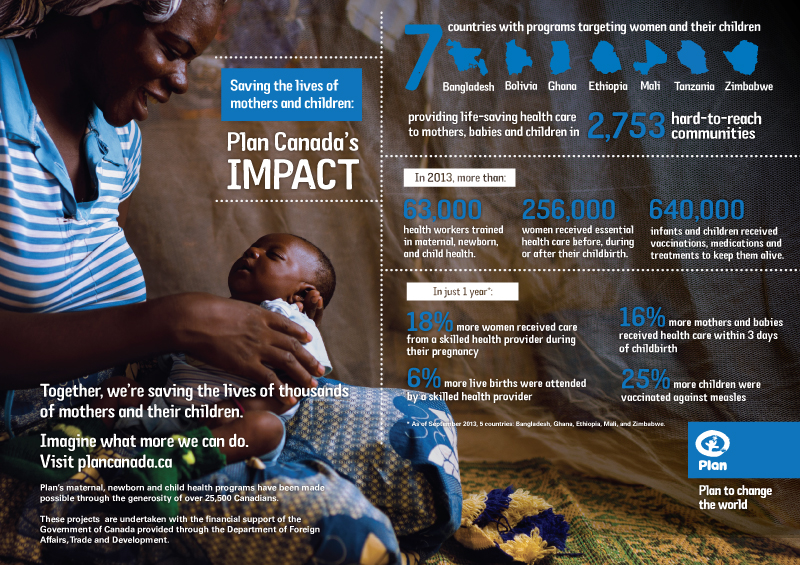 Saving the lives of
mothers and children:
Plan Canada's
IMPACT
7 countries with programs targeting women and their children
Bangladesh Bolivia Ghana Ethiopia Mali Tanzania Zimbabwe
providing life-saving health care
to mothers, babies and children in
2,753 hard-to-reach
communities
In 2013, more than:
63,000
health workers trained
in maternal, newborn,
and child health.
256,000
women received essential
health care before, during
or after their childbirth.
640,000
infants and children received
vaccinations, medications and
treatments to keep them alive.
In just 1 year*:
18% more women received care
from a skilled health provider during
their pregnancy
16% more mothers and babies
received health care within 3 days
of childbirth
6% more live births were attended
by a skilled health provider
25% more children were
vaccinated against measles
* As of September 2013, 5 countries: Bangladesh, Ghana, Ethiopia, Mali, and Zimbabwe.
Together, we're saving the lives of thousands
of mothers and their children.
Imagine what more we can do.
Visit plancanada.ca
Plan's maternal, newborn and child health programs have been made
possible through the generosity of over 25,500 Canadians.
These projects are undertaken with the financial support of the
Government of Canada provided through the Department of Foreign
Affairs, Trade and Development.
Plan
Plan to change
the world